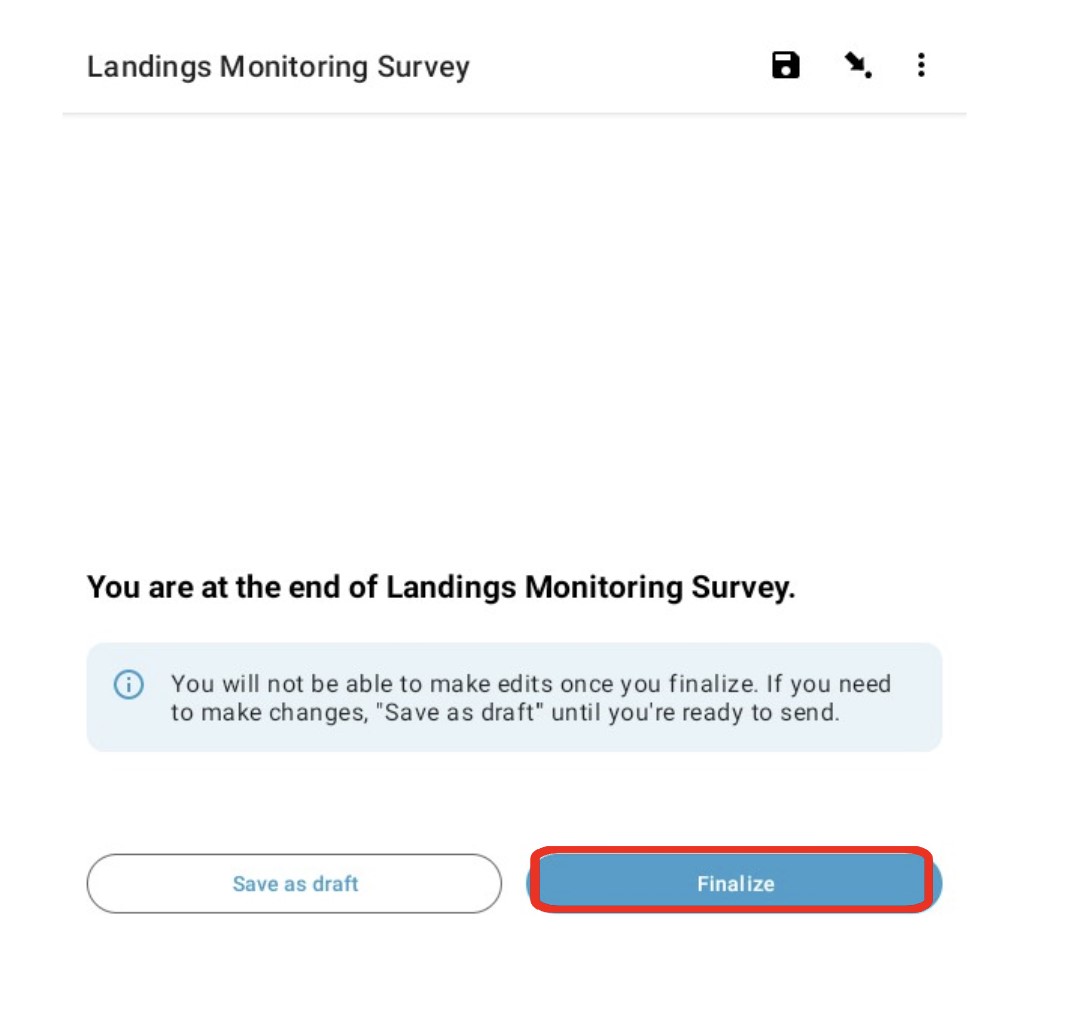 Landings Monitoring Survey
You are at the end of Landings Monitoring Survey.
You will not be able to make edits once you finalize. If you need
to make changes, "Save as draft" until you're ready to send.
Save as draft
Finalize